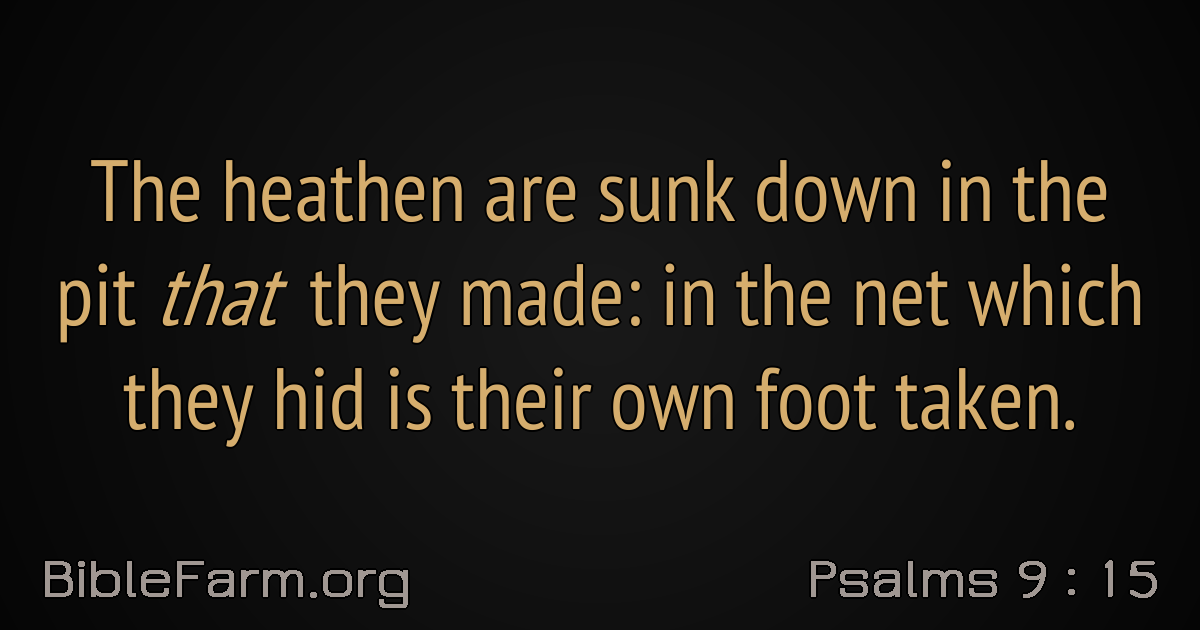 The heathen are sunk down in the
pit that they made: in the net which
they hid is their own foot taken.
BibleFarm.org
Psalms 9 : 15